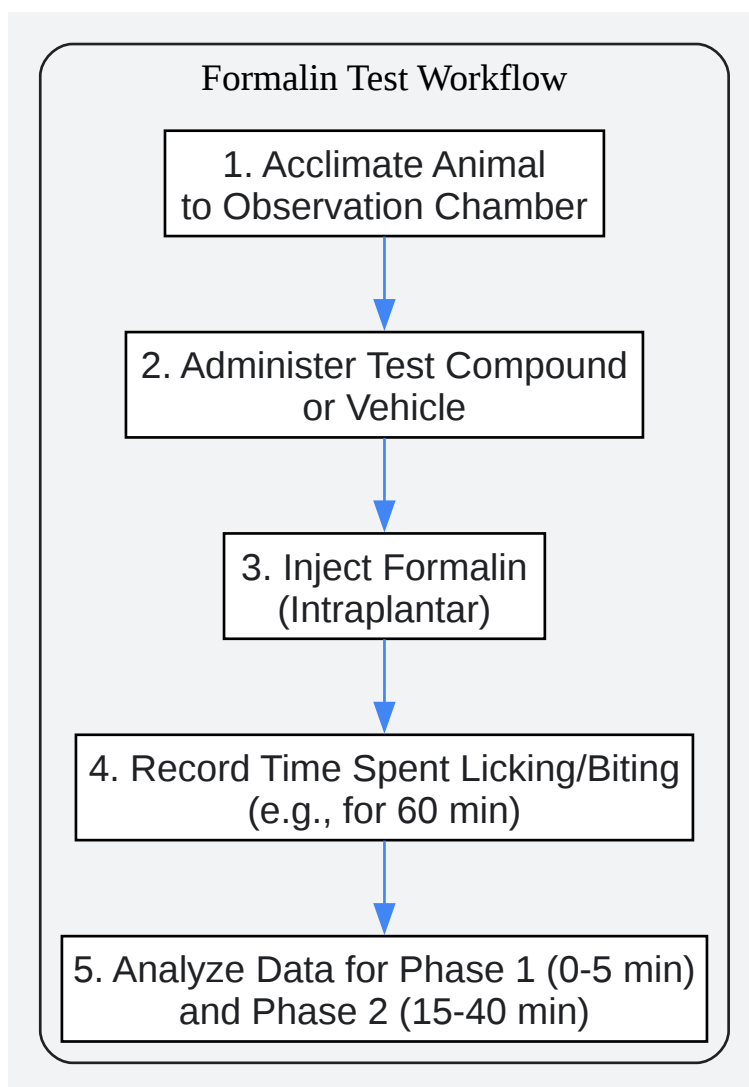 Formalin Test Workflow
1. Acclimate Animal
to Observation Chamber
2. Administer Test Compound
or Vehicle
3. Inject Formalin
(Intraplantar)
4. Record Time Spent Licking/Biting
(e.g., for 60 min)
5. Analyze Data for Phase 1 (0-5 min)
and Phase 2 (15-40 min)